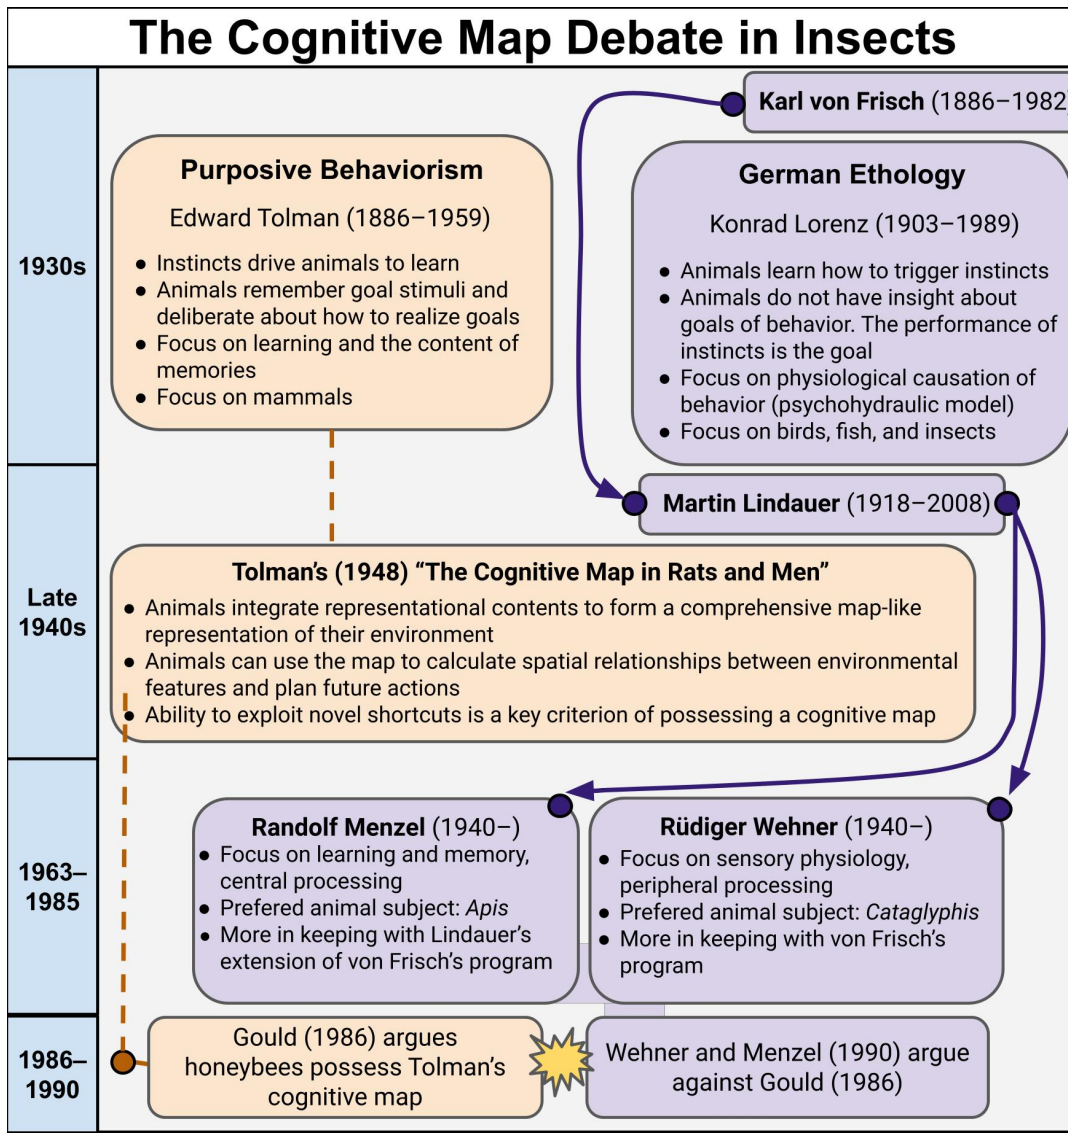 The Cognitive Map Debate in Insects
1930s
Karl von Frisch (1886–1982)
Purposive Behaviorism
Edward Tolman (1886–1959)
● Instincts drive animals to learn
● Animals remember goal stimuli and
deliberate about how to realize goals
● Focus on learning and the content of
memories
● Focus on mammals
German Ethology
Konrad Lorenz (1903–1989)
● Animals learn how to trigger instincts
● Animals do not have insight about
goals of behavior. The performance of
instincts is the goal
● Focus on physiological causation of
behavior (psychohydraulic model)
● Focus on birds, fish, and insects
Late
1940s
Martin Lindauer (1918–2008)
Tolman's (1948) “The Cognitive Map in Rats and Men”
● Animals integrate representational contents to form a comprehensive map-like
representation of their environment
● Animals can use the map to calculate spatial relationships between environmental
features and plan future actions
● Ability to exploit novel shortcuts is a key criterion of possessing a cognitive map
1963–
1985
Randolf Menzel (1940–)
● Focus on learning and memory,
central processing
● Prefered animal subject: Apis
● More in keeping with Lindauer's
extension of von Frisch's program
Rüdiger Wehner (1940–)
● Focus on sensory physiology,
peripheral processing
● Prefered animal subject: Cataglyphis
● More in keeping with von Frisch's
program
1986–
1990
Gould (1986) argues
honeybees possess Tolman's
cognitive map
Wehner and Menzel (1990) argue
against Gould (1986)